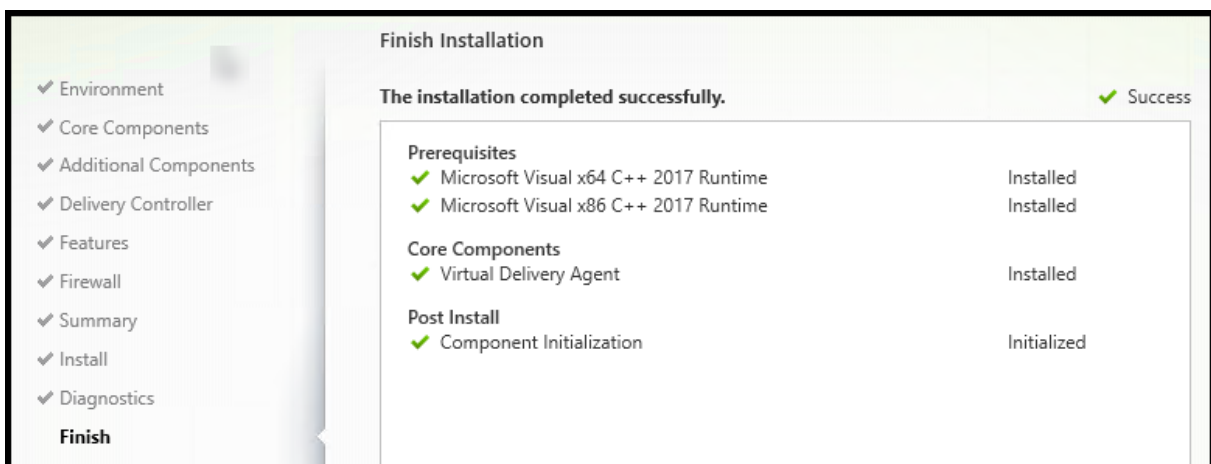 Finish Installation
Environment
Core Components
Additional Components
Delivery Controller
Features
Firewall
Summary
Install
Diagnostics
Finish
The installation completed successfully. Success
Prerequisites
Microsoft Visual x64 C++ 2017 Runtime Installed
Microsoft Visual x86 C++ 2017 Runtime Installed
Core Components
Virtual Delivery Agent Installed
Post Install
Component Initialization Initialized